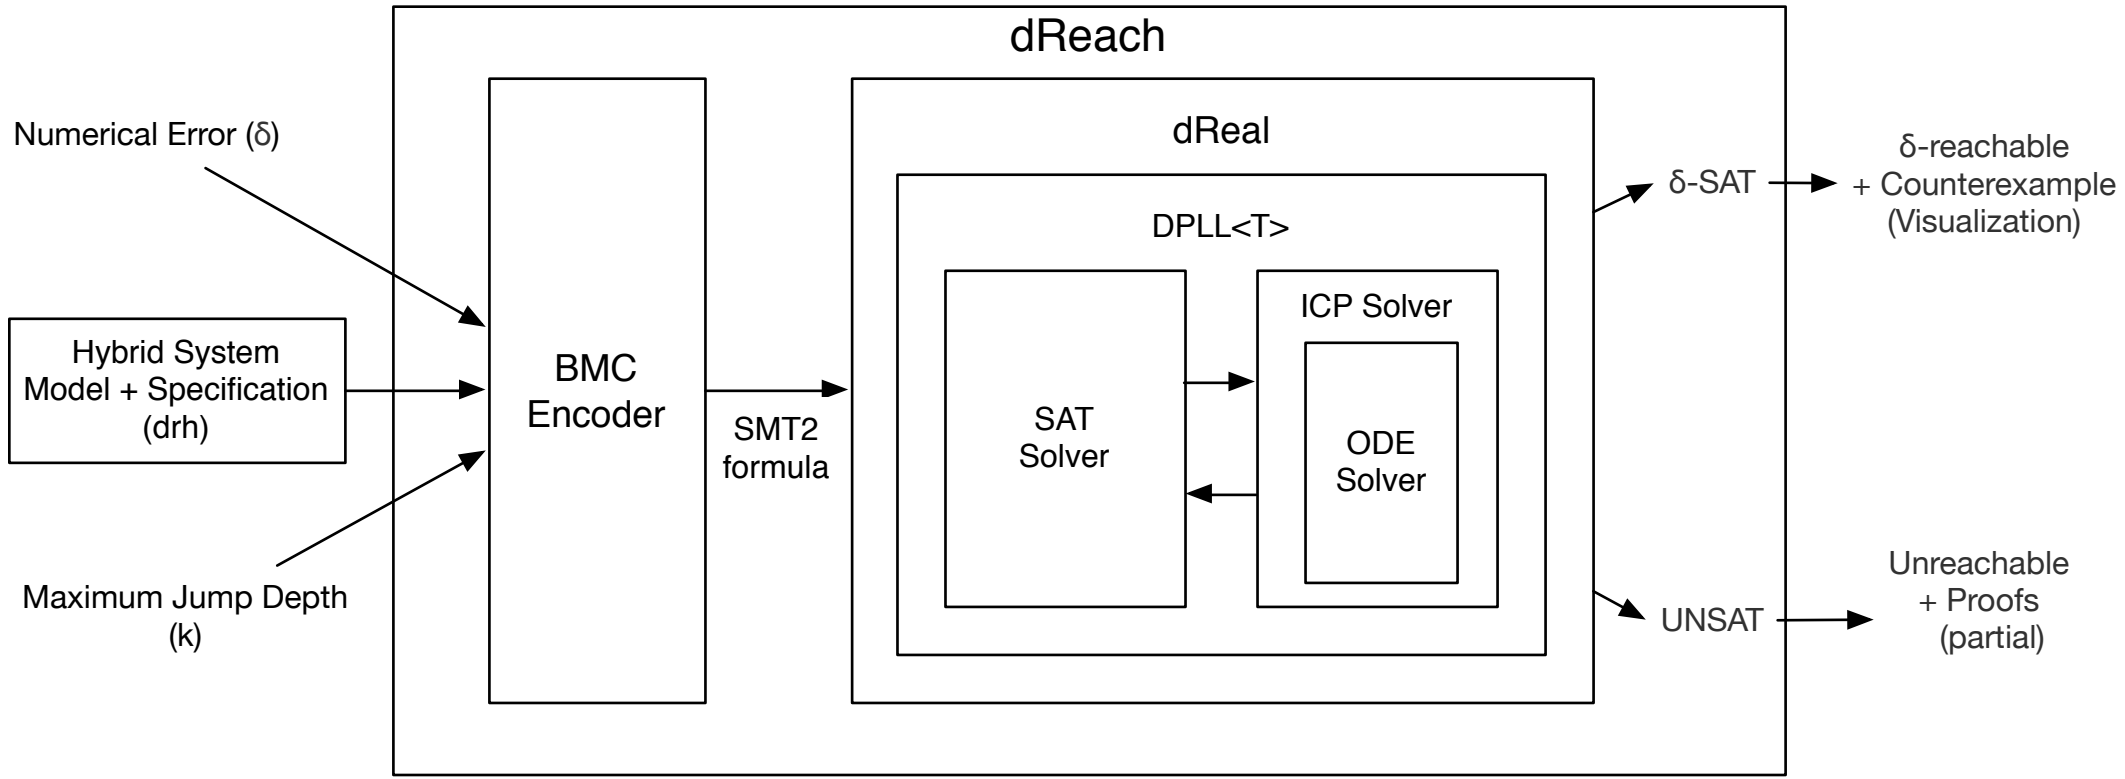 dReach
Numerical Error (δ)
Hybrid System
Model + Specification
(drh)
Maximum Jump Depth
(k)
BMC
Encoder
SMT2
formula
dReal
DPLL<T>
SAT
Solver
ICP Solver
ODE
Solver
δ-SAT
δ-reachable
+ Counterexample
(Visualization)
UNSAT
Unreachable
+ Proofs
(partial)